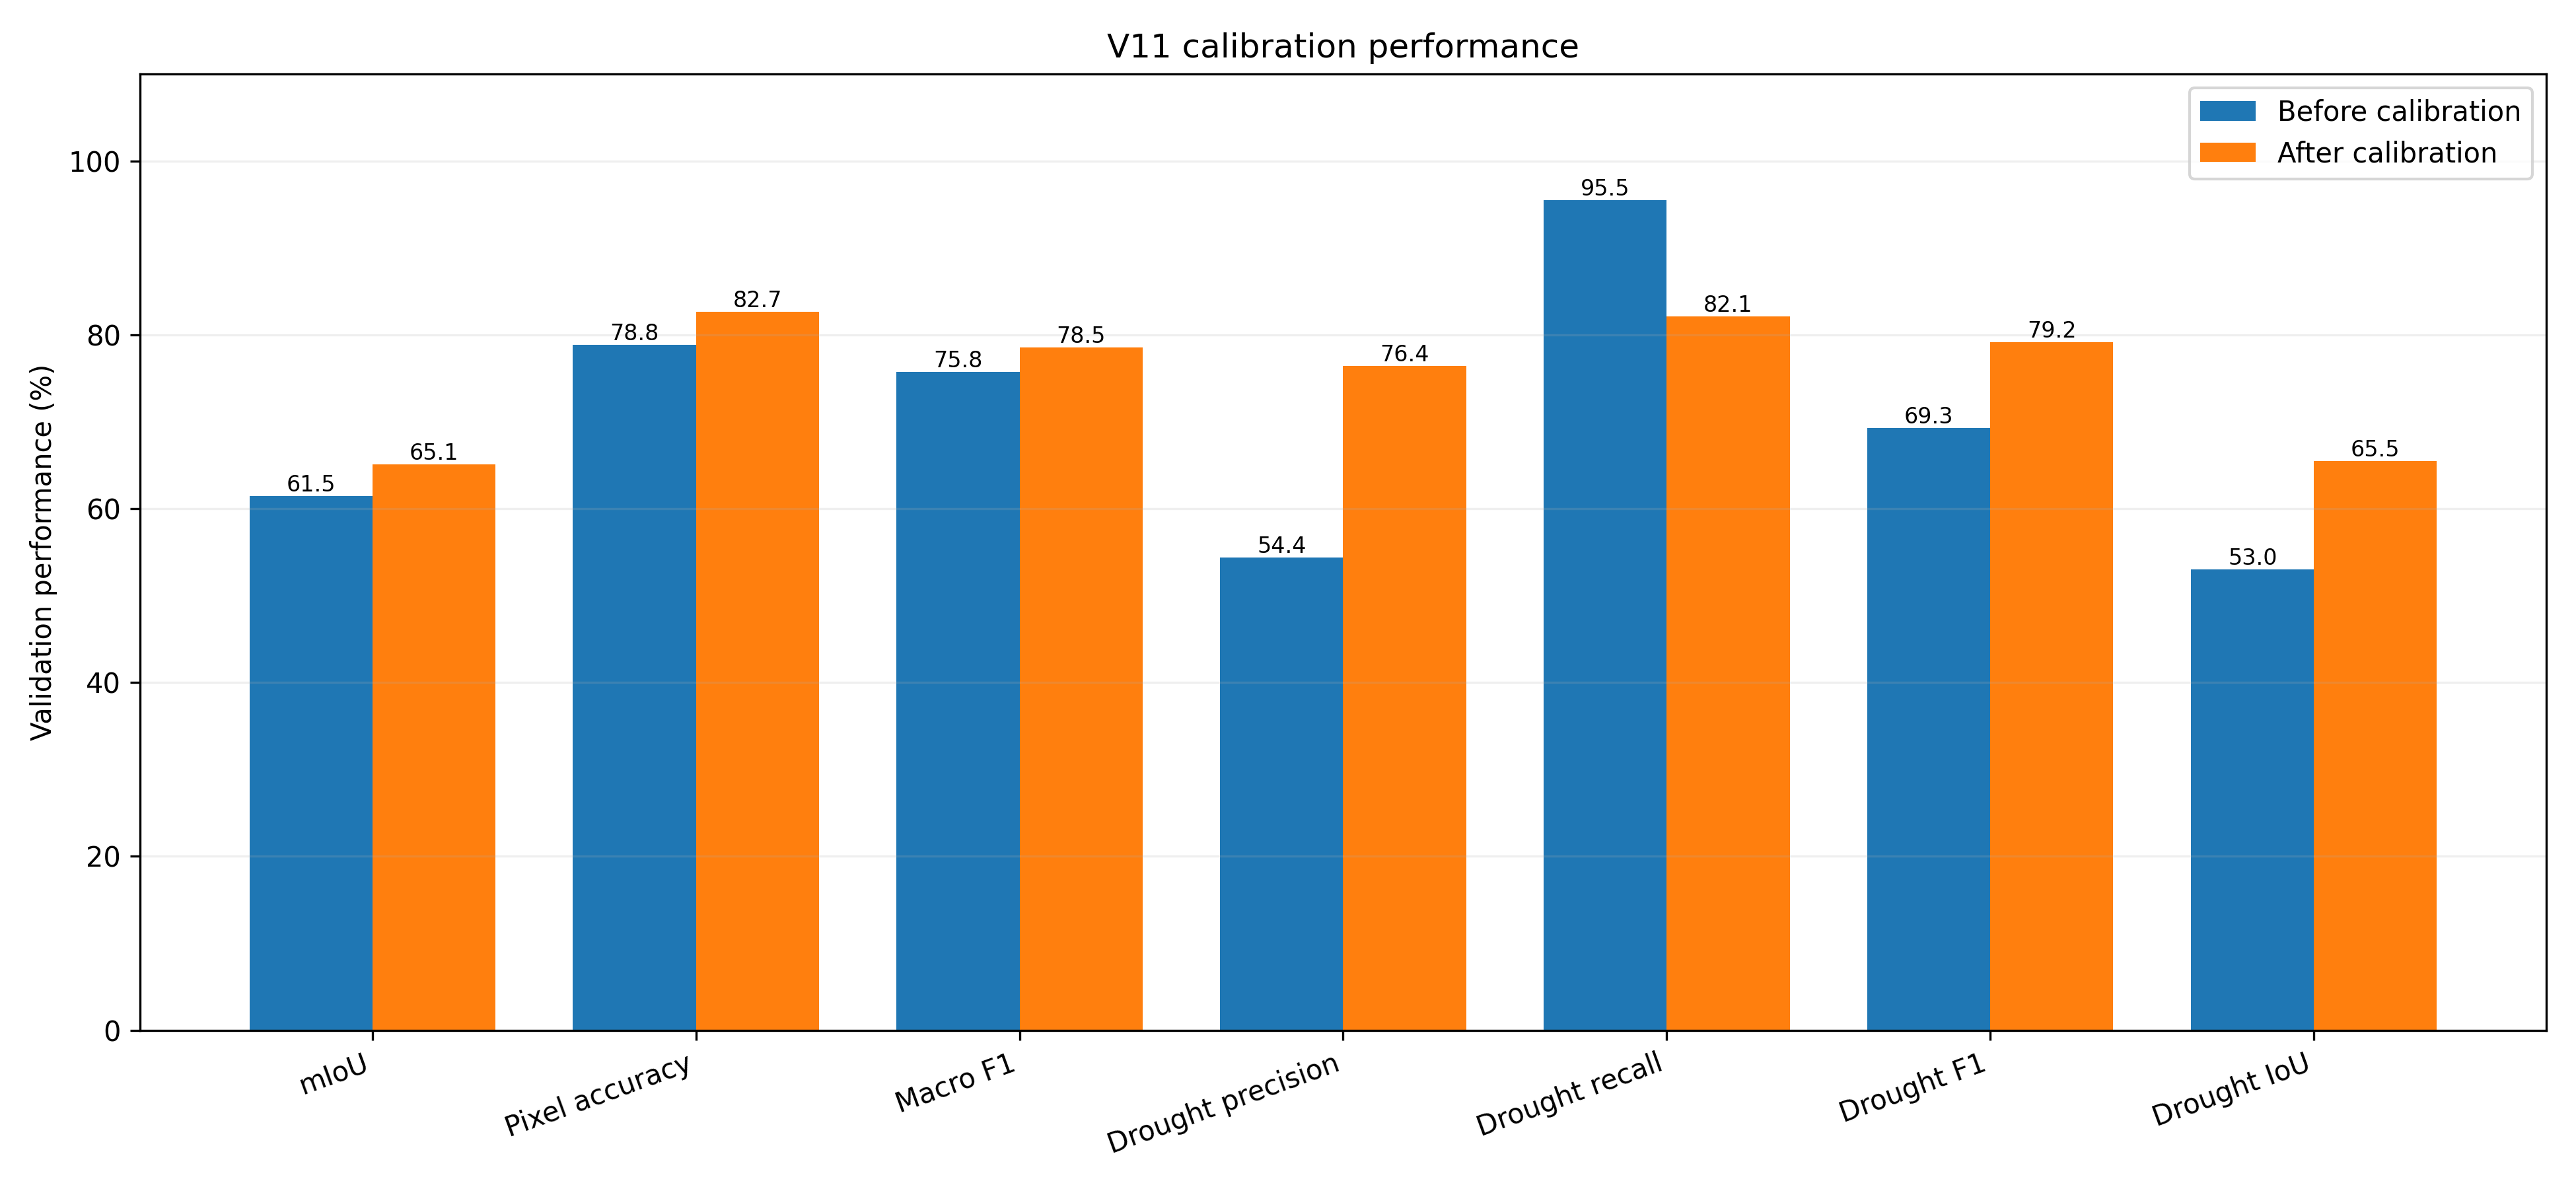 V11 calibration performance
Before calibration
After calibration
Validation performance (%)
100
80
60
40
20
0
61.5
65.1
78.8
82.7
75.8
78.5
54.4
76.4
95.5
82.1
69.3
79.2
53.0
65.5
mIoU
Pixel accuracy
Macro F1
Drought precision
Drought recall
Drought F1
Drought IoU